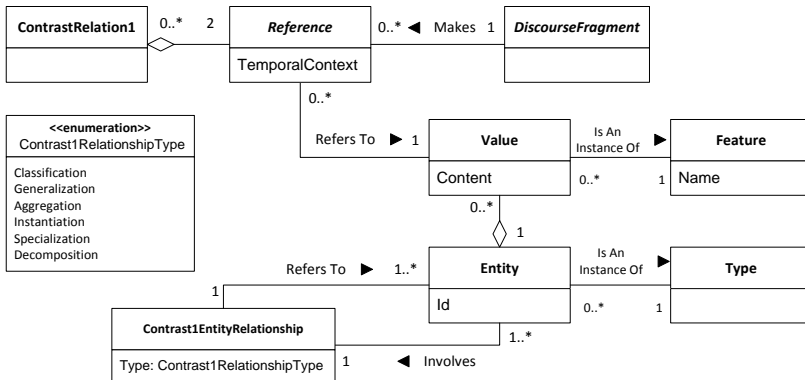 ContrastRelation1
0..*
2
Reference
TemporalContext
0..*
◄ Makes
1
DiscourseFragment
0..*
<<enumeration>>
Contrast1RelationshipType
Classification
Generalization
Aggregation
Instantiation
Specialization
Decomposition
Refers To ►
1
Value
Content
Is An
Instance Of ►
0..*
1
Feature
Name
0..*
1
Refers To ►
1..*
Entity
Id
Is An
Instance Of ►
0..*
1
Type
1
Contrast1EntityRelationship
Type: Contrast1RelationshipType
1..*
1
◄ Involves